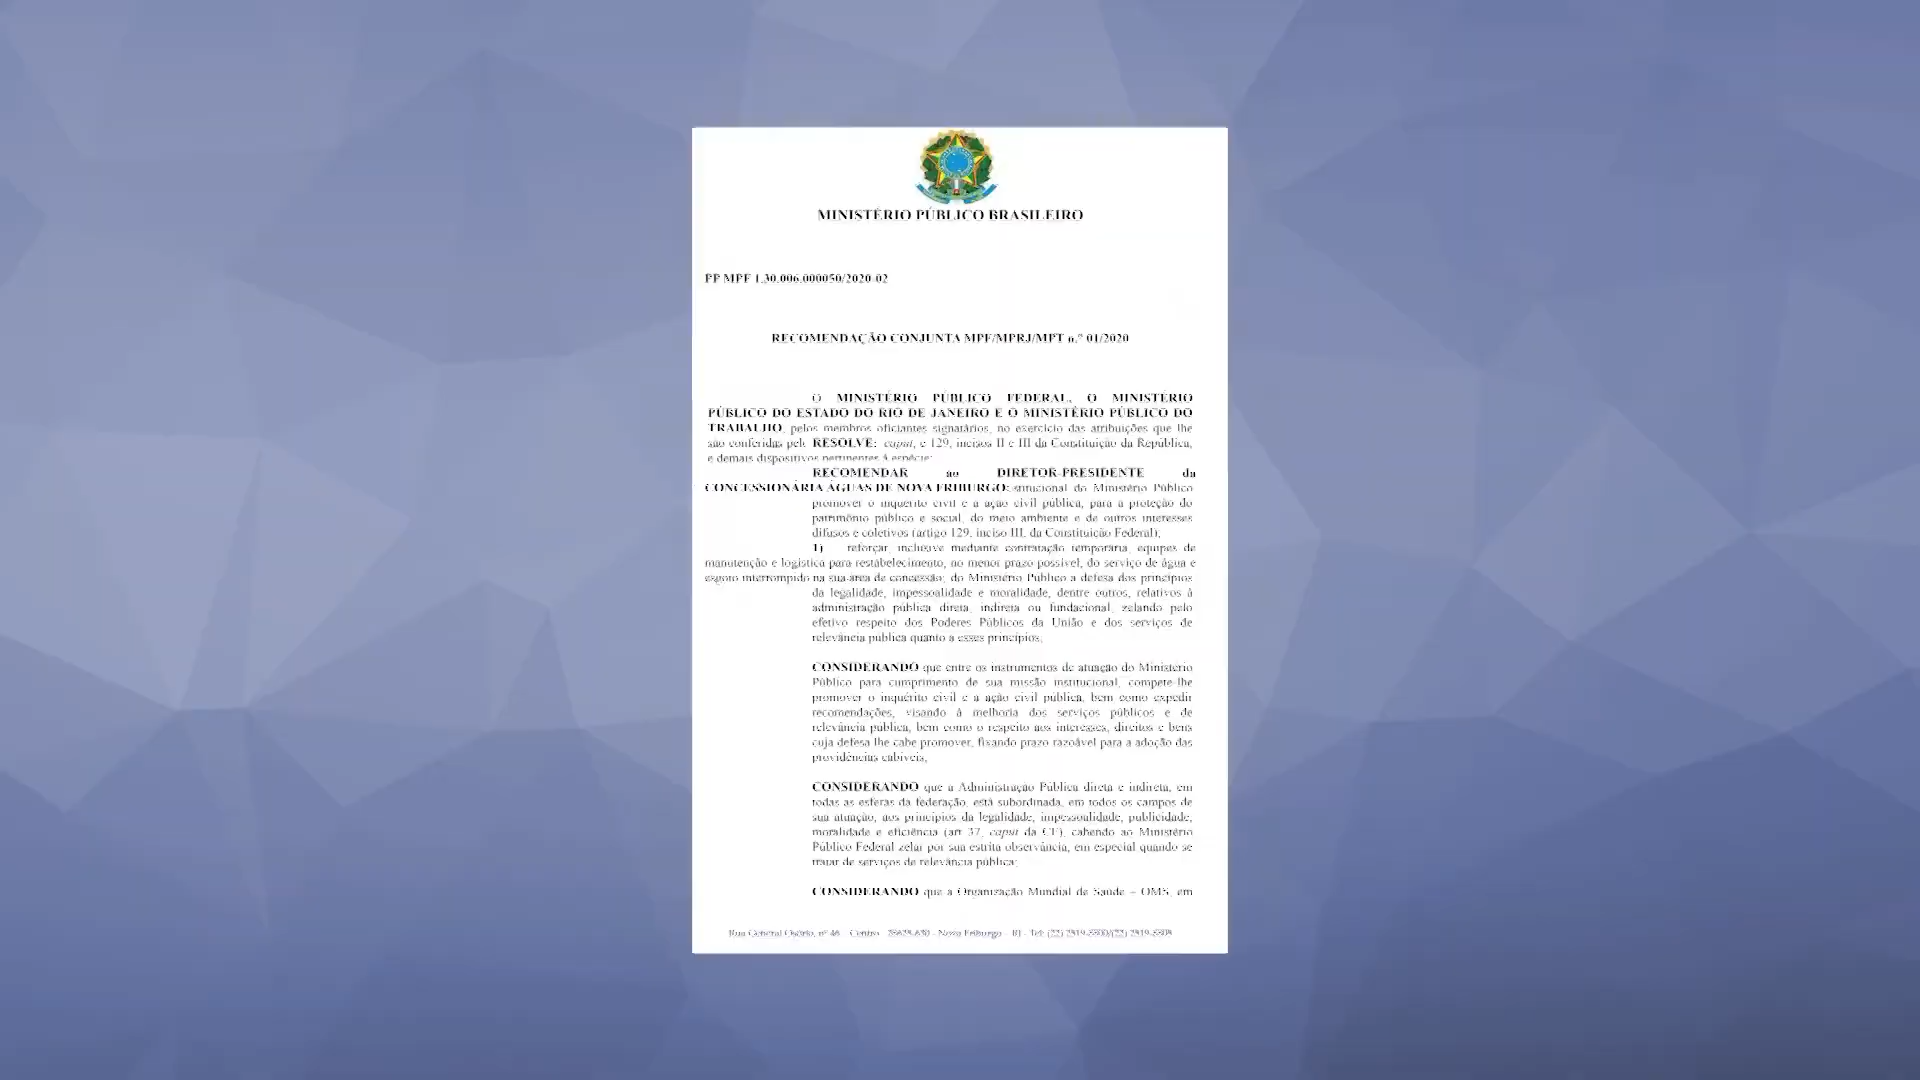 MINISTÉRIO PÚBLICO BRASILEIRO
PP MPF 1.30.006.000050/2020-02
RECOMENDAÇÃO CONJUNTA MPF/MPRJ/MPT n.º 01/2020
O MINISTÉRIO PÚBLICO FEDERAL, O MINISTÉRIO
PÚBLICO DO ESTADO DO RIO DE JANEIRO E O MINISTÉRIO PÚBLICO DO
TRABALHO, pelos membros oficiantes signatários, no exercício das atribuições que lhe
são conferidas pelo RESOLVE: caput, e 129, incisos II e III da Constituição da República,
e demais dispositivos pertinentes à espécie:
RECOMENDAR ao DIRETOR-PRESIDENTE da
CONCESSIONÁRIA ÁGUAS DE NOVA FRIBURGO: stitucional do Ministério Público
promover o inquérito civil e a ação civil pública, para a proteção do
patrimônio público e social, do meio ambiente e de outros interesses
difusos e coletivos (artigo 129, inciso III, da Constituição Federal);
1) reforçar, inclusive mediante contratação temporária, equipes de
manutenção e logística para restabelecimento, no menor prazo possível, do serviço de água e
esgoto interrompido na sua área de concessão; do Ministério Público a defesa dos princípios
da legalidade, impessoalidade e moralidade, dentre outros, relativos à
administração pública direta, indireta ou fundacional, zelando pelo
efetivo respeito dos Poderes Públicos da União e dos serviços de
relevância pública quanto a esses princípios;
CONSIDERANDO que entre os instrumentos de atuação do Ministério
Público para cumprimento de sua missão institucional, compete-lhe
promover o inquérito civil e a ação civil pública, bem como expedir
recomendações, visando à melhoria dos serviços públicos e de
relevância pública, bem como o respeito aos interesses, direitos e bens
cuja defesa lhe cabe promover, fixando prazo razoável para a adoção das
providências cabíveis;
CONSIDERANDO que a Administração Pública direta e indireta, em
todas as esferas da federação, está subordinada, em todos os campos de
sua atuação, aos princípios da legalidade, impessoalidade, publicidade,
moralidade e eficiência (art 37, caput da CF), cabendo ao Ministério
Público Federal zelar por sua estrita observância, em especial quando se
tratar de serviços de relevância pública;
CONSIDERANDO que a Organização Mundial de Saúde – OMS, em
Rua General Osório, nº 46 - Centro - - Nova Friburgo - RJ - Tel: (22)